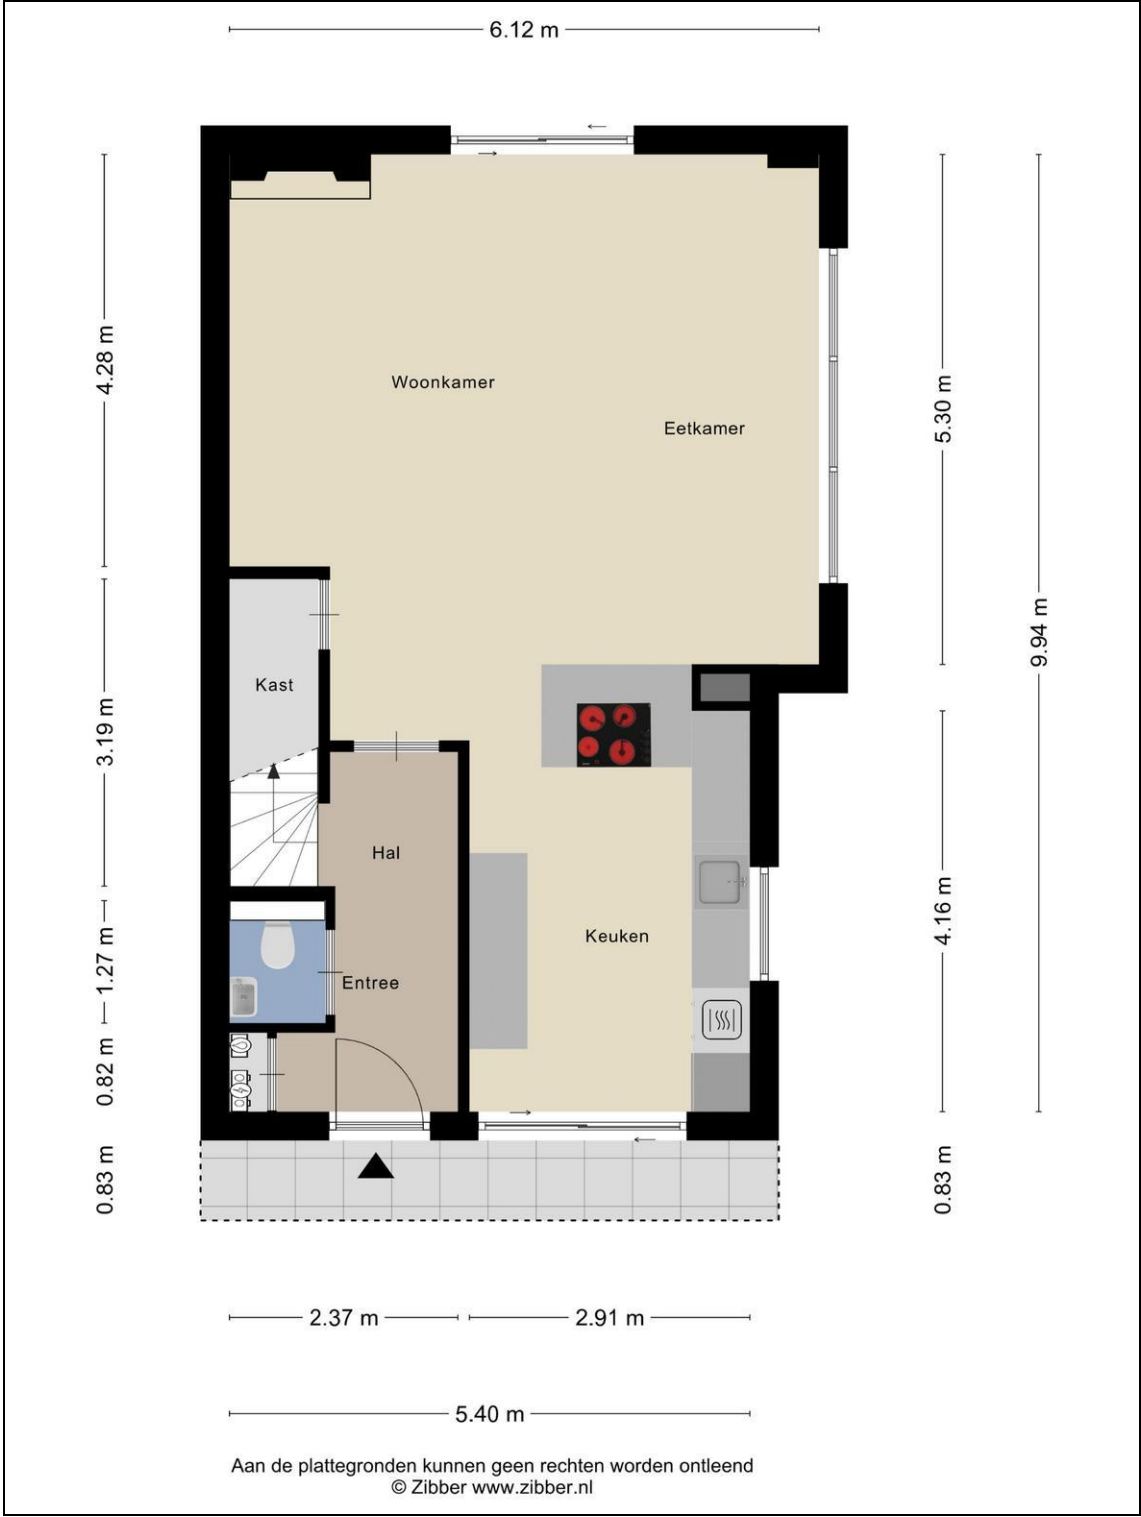 6.12 m
4.28 m
5.30 m
Woonkamer
Eetkamer
9.94 m
Kast
3.19 m
Hal
4.16 m
Keuken
1.27 m
Entree
0.82 m
0.83 m
0.83 m
2.37 m
2.91 m
5.40 m
Aan de plattegronden kunnen geen rechten worden ontleend
© Zibber www.zibber.nl